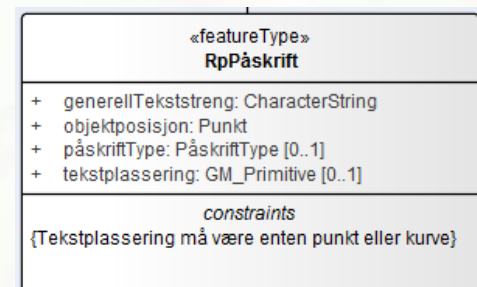 «featureType»
RpPåskrift
+ generellTekststreng: CharacterString
+ objektposisjon: Punkt
+ påskriftType: PåskriftType [0..1]
+ tekstplassering: GM_Primitive [0..1]
constraints
{Tekstplassering må være enten punkt eller kurve}